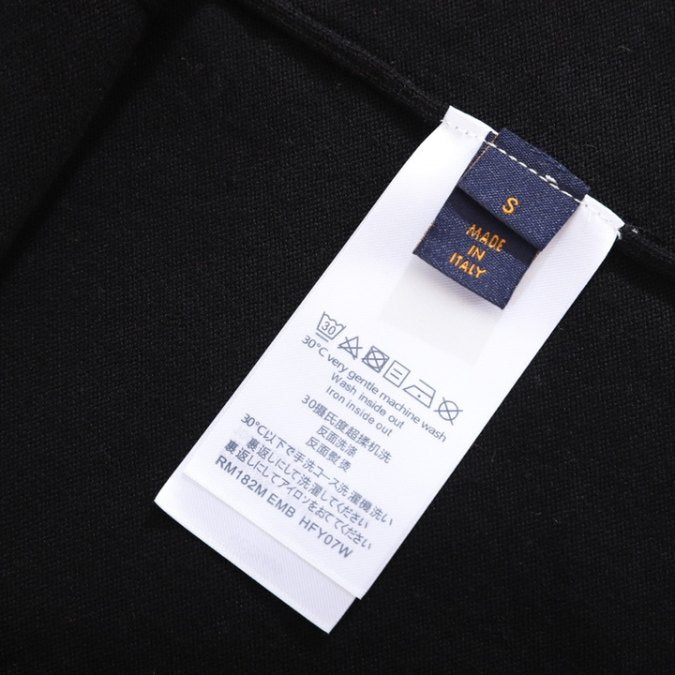 S
MADE
IN
ITALY
30
30°C very gentle machine wash
Wash inside out
Iron inside out
30攝氏度超揉机洗
反面洗涤
反面熨烫
30℃以下で手洗コース洗濯機洗い
裏返しにして洗濯してください
裏返しにしてアイロンをおてください
RM182M EMB HFY07W